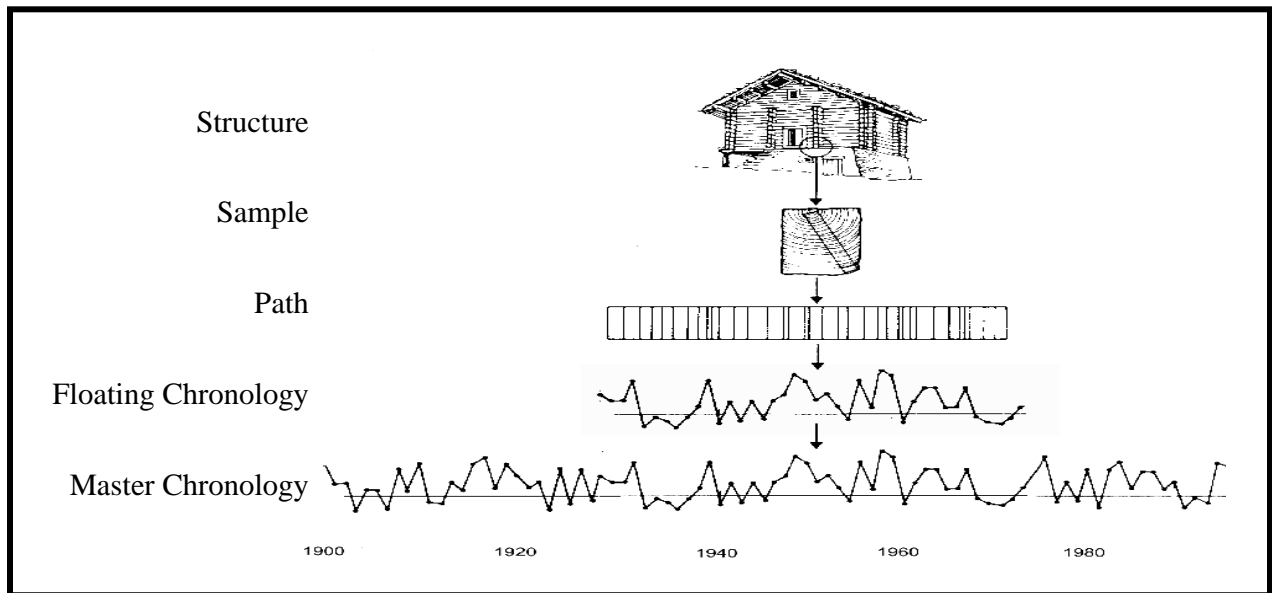 Structure
Sample
Path
Floating Chronology
Master Chronology
1900 1920 1940 1960 1980